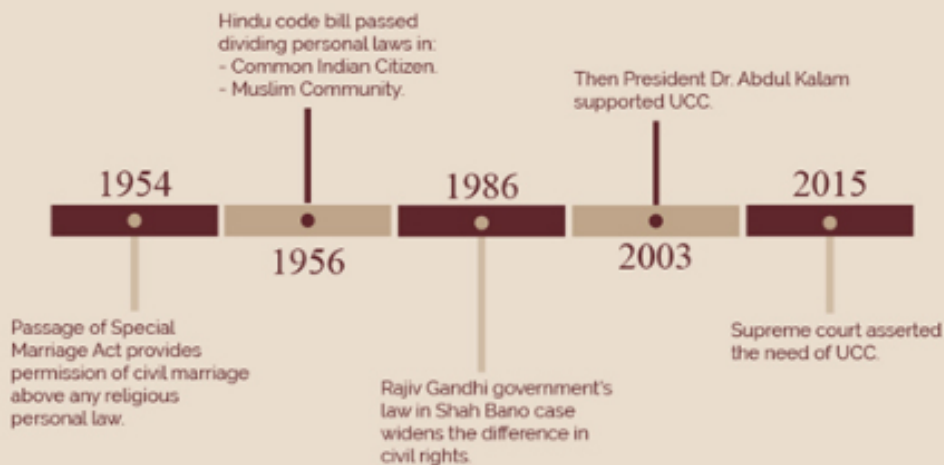 Hindu code bill passed
dividing personal laws in:
- Common Indian Citizen.
- Muslim Community.
Then President Dr. Abdul Kalam
supported UCC.
1954
1986
2015
1956
2003
Passage of Special
Marriage Act provides
permission of civil marriage
above any religious
personal law.
Rajiv Gandhi government's
law in Shah Bano case
widens the difference in
civil rights.
Supreme court asserted
the need of UCC.